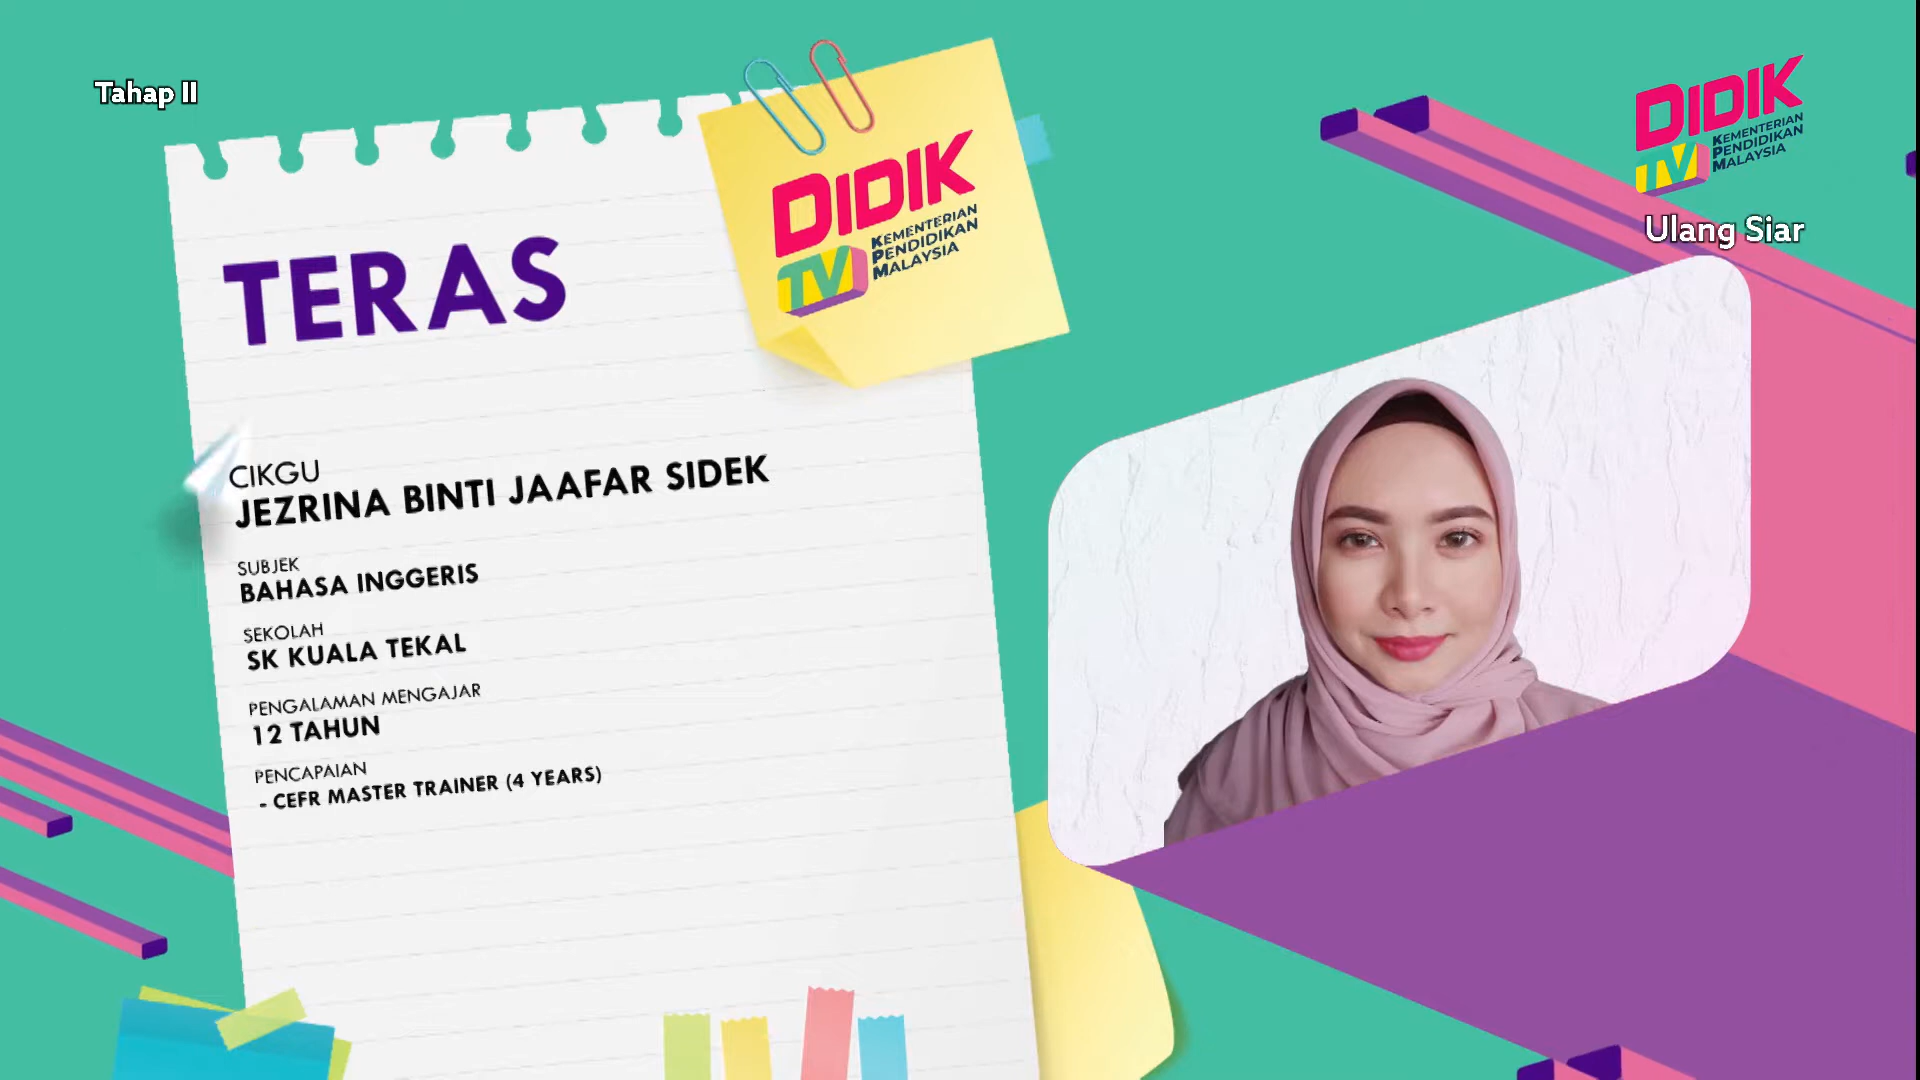 Tahap II
DIDIK
TV
KEMENTERIAN
PENDIDIKAN
MALAYSIA
Ulang Siar
DIDIK
TV
KEMENTERIAN
PENDIDIKAN
MALAYSIA
TERAS
CIKGU
JEZRINA BINTI JAAFAR SIDEK
SUBJEK
BAHASA INGGERIS
SEKOLAH
SK KUALA TEKAL
PENGALAMAN MENGAJAR
12 TAHUN
PENCAPAIAN
- CEFR MASTER TRAINER (4 YEARS)